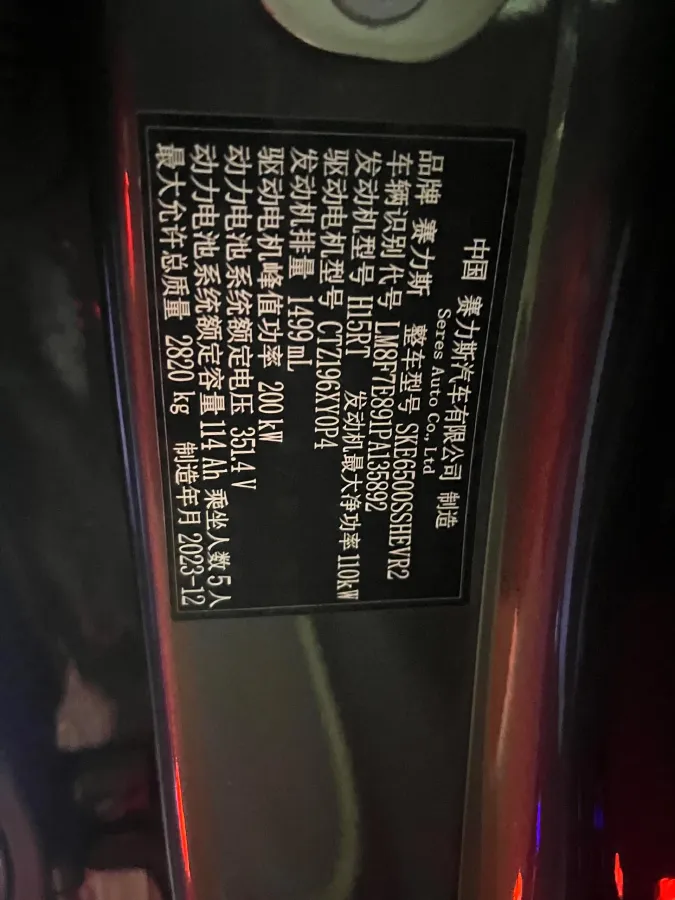 中国 赛力斯汽车有限公司 制造
Seres Auto Co., Ltd
品牌 赛力斯 整车型号 SKE6500SSHEVR2
车辆识别代号 LM8F7E891PA135692
发动机型号 H15RT 发动机最大净功率 110kW
驱动电机型号 CTZ196XY0P4
发动机排量 1499 mL
驱动电机峰值功率 200 kW
动力电池系统额定电压 351.4 V
动力电池系统额定容量 114 Ah 乘坐人数 5人
最大允许总质量 2820 kg 制造年月 2023-12